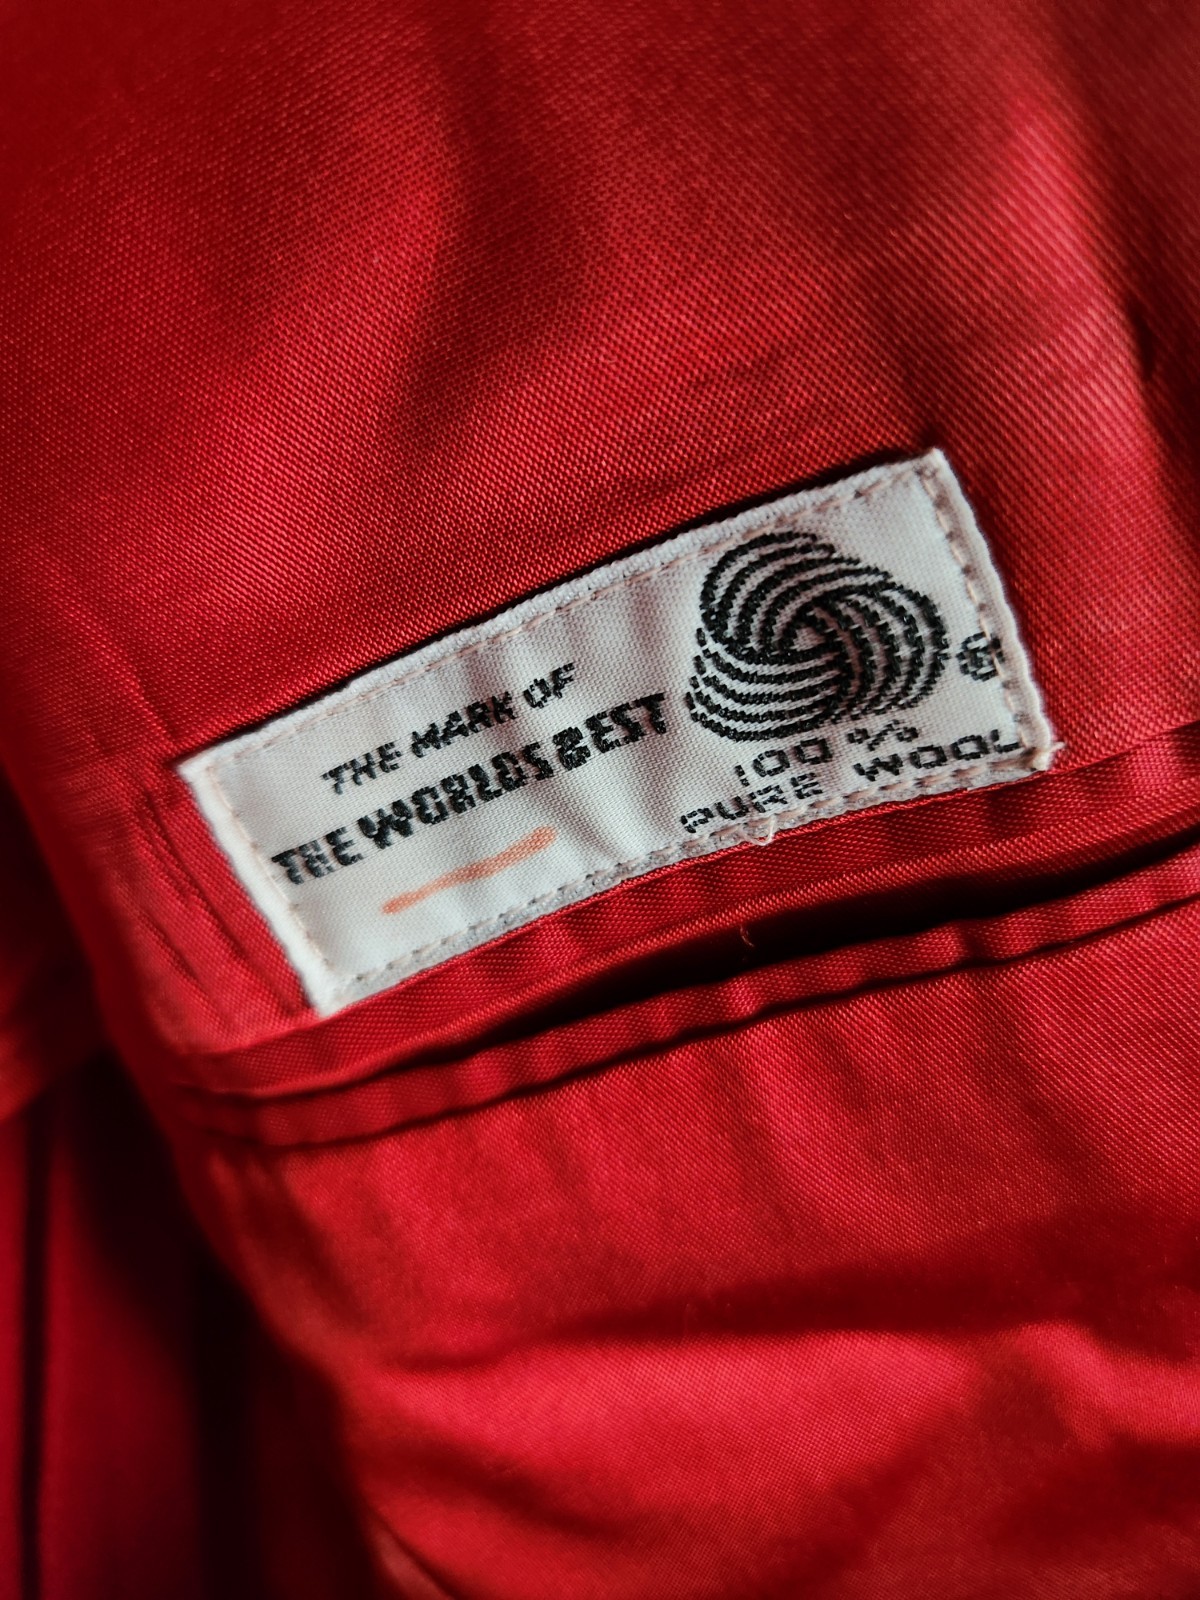 THE MARK OF
THE WORLDS BEST
®
100 %
PURE WOOL